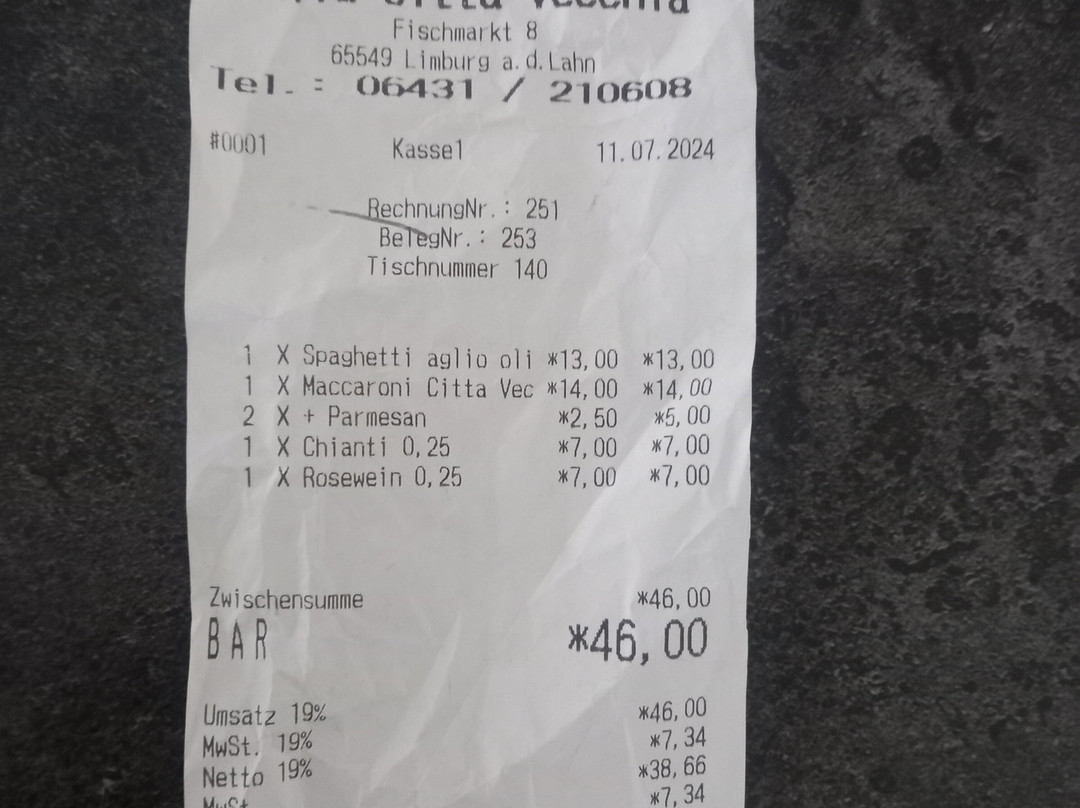 Citta Vecchia
Fischmarkt 8
65549 Limburg a.d.Lahn
Tel. : 06431 / 210608
#0001 Kasse1 11.07.2024
RechnungNr.: 251
BelegNr.: 253
Tischnummer 140
1 X Spaghetti aglio oli *13,00 *13,00
1 X Maccaroni Citta Vec *14,00 *14,00
2 X + Parmesan *2,50 *5,00
1 X Chianti 0,25 *7,00 *7,00
1 X Rosewein 0,25 *7,00 *7,00
Zwischensumme *46,00
BAR *46,00
Umsatz 19% *46,00
MwSt. 19% *7,34
Netto 19% *38,66
MwSt *7,34